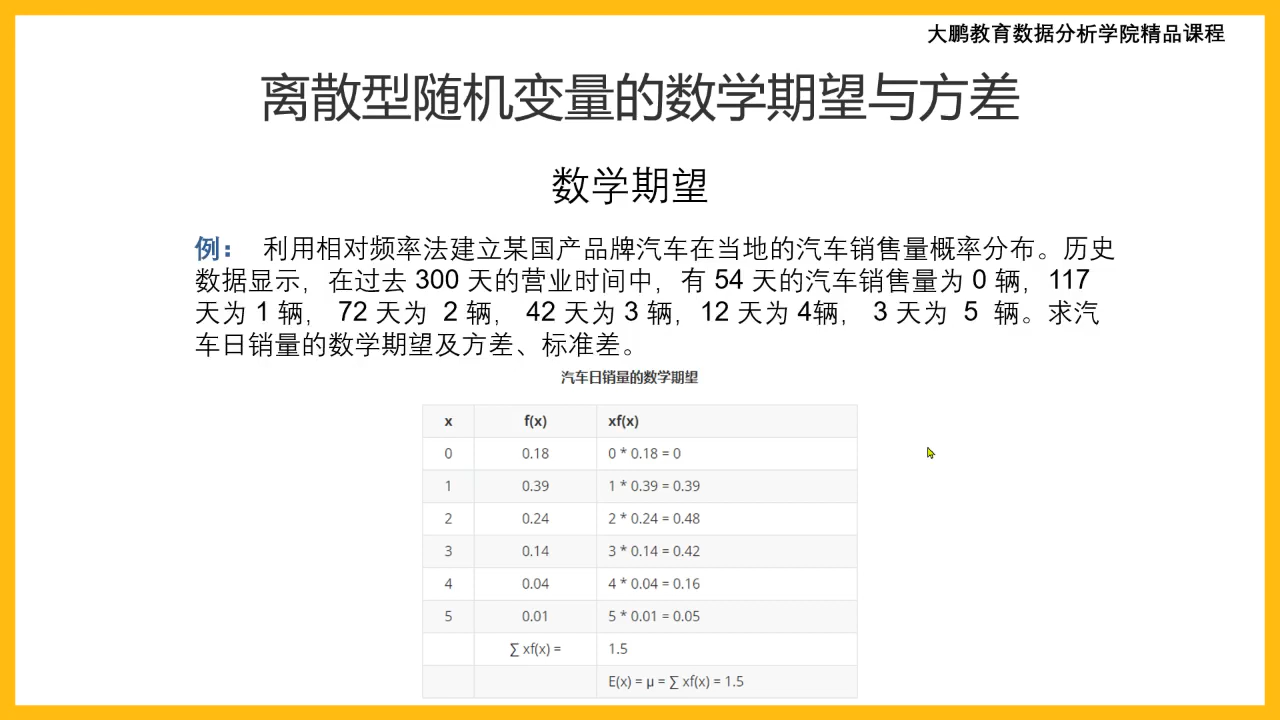 大鹏教育数据分析学院精品课程
离散型随机变量的数学期望与方差
数学期望
例： 利用相对频率法建立某国产品牌汽车在当地的汽车销售量概率分布。历史
数据显示，在过去 300 天的营业时间中，有 54 天的汽车销售量为 0 辆，117
天为 1 辆， 72 天为 2 辆， 42 天为 3 辆，12 天为 4辆， 3 天为 5 辆。求汽
车日销量的数学期望及方差、标准差。
汽车日销量的数学期望
x f(x) xf(x)
0 0.18 0 * 0.18 = 0
1 0.39 1 * 0.39 = 0.39
2 0.24 2 * 0.24 = 0.48
3 0.14 3 * 0.14 = 0.42
4 0.04 4 * 0.04 = 0.16
5 0.01 5 * 0.01 = 0.05
∑ xf(x) = 1.5
E(x) = μ = ∑ xf(x) = 1.5